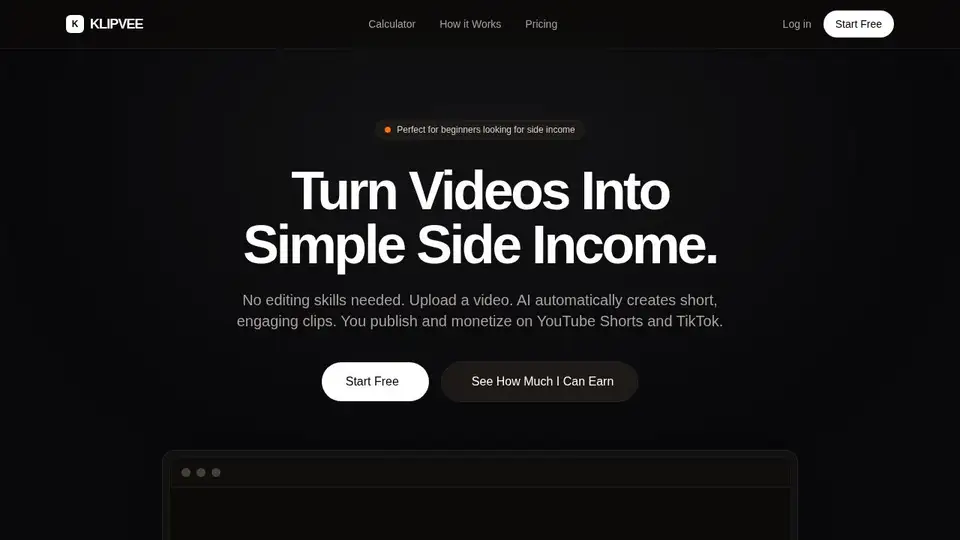 K KLIPVEE
Calculator
How it Works
Pricing
Log in
Start Free
Perfect for beginners looking for side income
Turn Videos Into
Simple Side Income.
No editing skills needed. Upload a video. AI automatically creates short,
engaging clips. You publish and monetize on YouTube Shorts and TikTok.
Start Free
See How Much I Can Earn